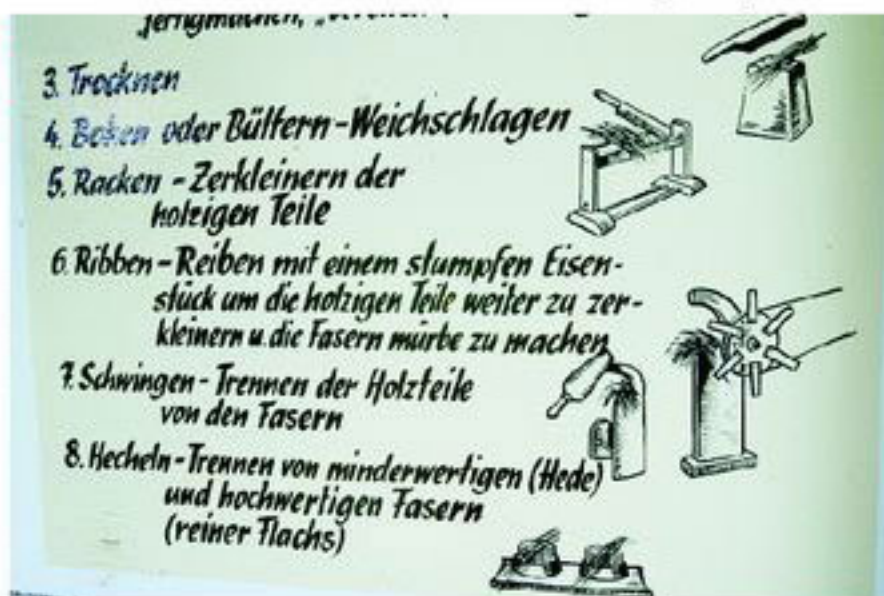 fertigmachen,
3. Trocknen
4. Boken oder Bültern-Weichschlagen
5. Racken - Zerkleinern der
holzigen Teile
6. Ribben - Reiben mit einem stumpfen Eisen-
stück um die holzigen Teile weiter zu zer-
kleinern u. die Fasern mürbe zu machen
7. Schwingen - Trennen der Holzteile
von den Fasern
8. Hecheln - Trennen von minderwertigen (Hede)
und hochwertigen Fasern
(reiner Flachs)